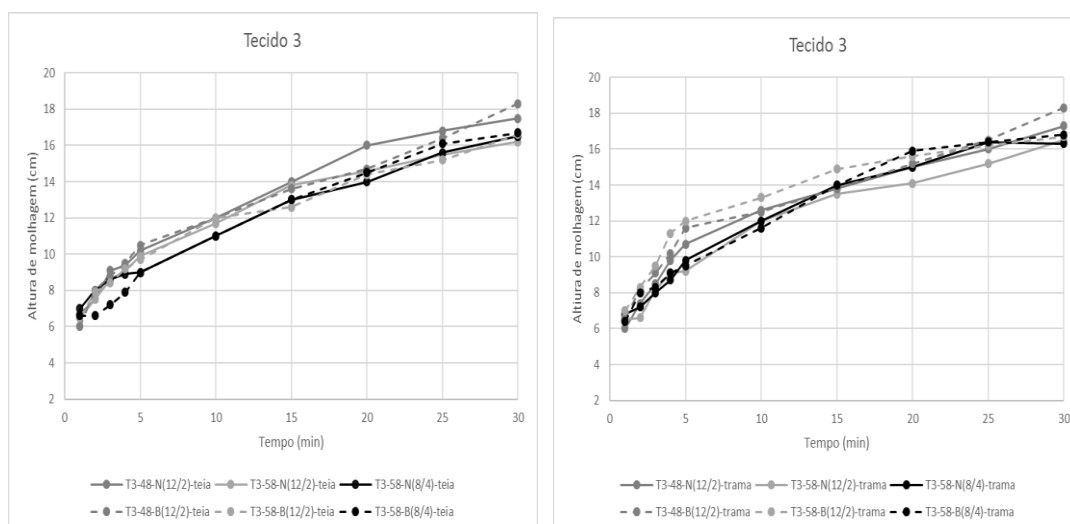 Tecido 3
Altura de molhagem (cm)
20
18
16
14
12
10
8
6
4
2
0 5 10 15 20 25 30
Tempo (min)
T3-48-N(12/2)-teia T3-58-N(12/2)-teia T3-58-N(8/4)-teia
T3-48-B(12/2)-teia T3-58-B(12/2)-teia T3-58-B(8/4)-teia
Tecido 3
Altiura de molhagem (cm)
20
18
16
14
12
10
8
6
4
2
0 5 10 15 20 25 30
Tempo (min)
T3-48-N(12/2)-trama T3-58-N(12/2)-trama T3-58-N(8/4)-trama
T3-48-B(12/2)-trama T3-58-B(12/2)-trama T3-58-B(8/4)-trama